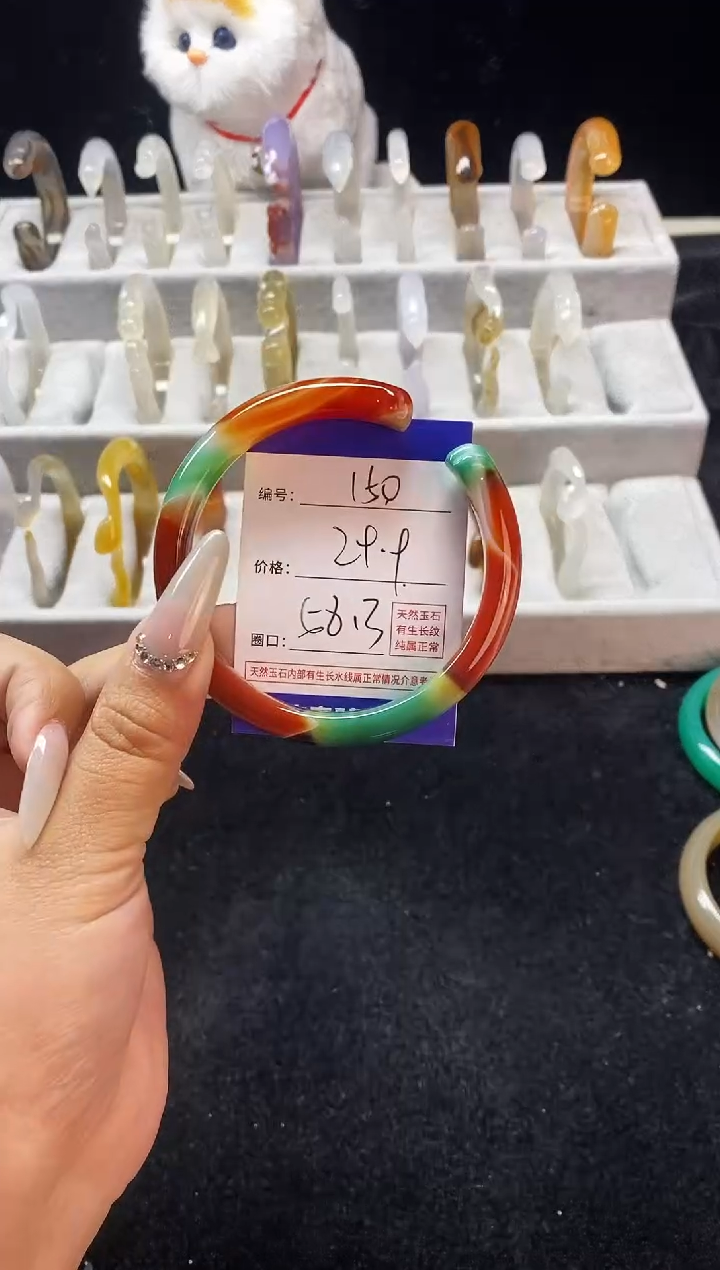 编号: 150
价格: 29.9
圈口: 58.3
天然玉石
有生长纹
纯属正常
天然玉石内部有生长水线属正常情况介意者